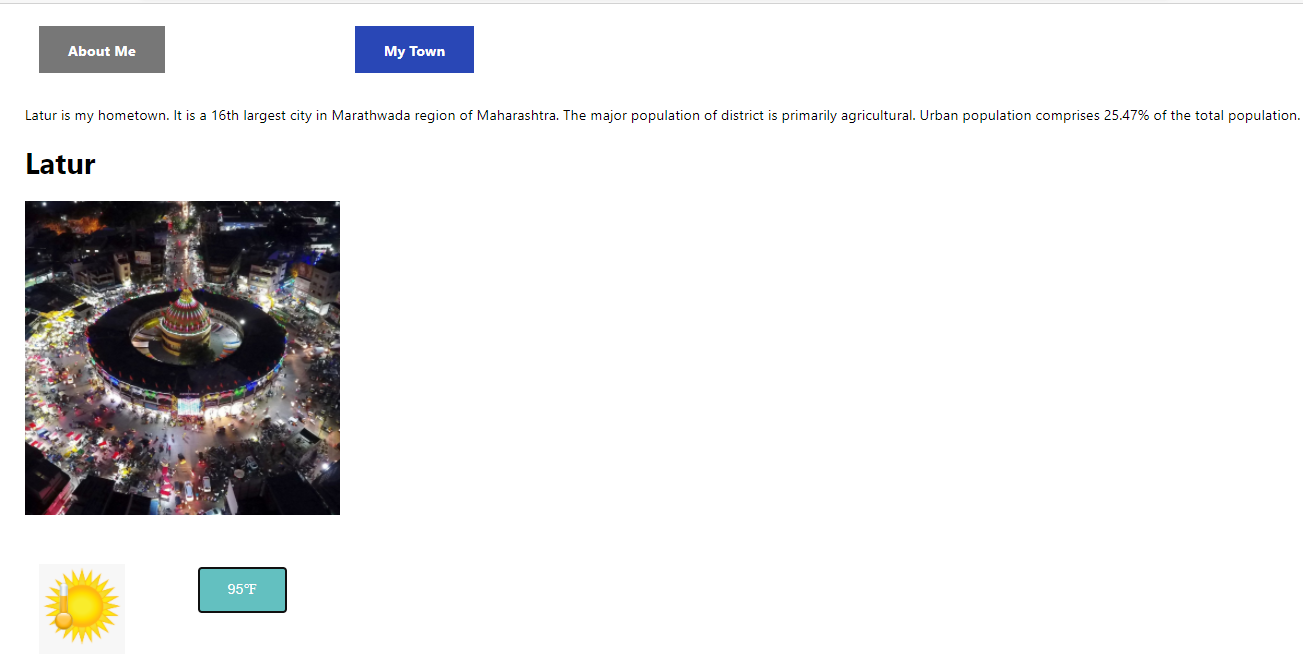 About Me
My Town
Latur is my hometown. It is a 16th largest city in Marathwada region of Maharashtra. The major population of district is primarily agricultural. Urban population comprises 25.47% of the total population.
Latur
95°F